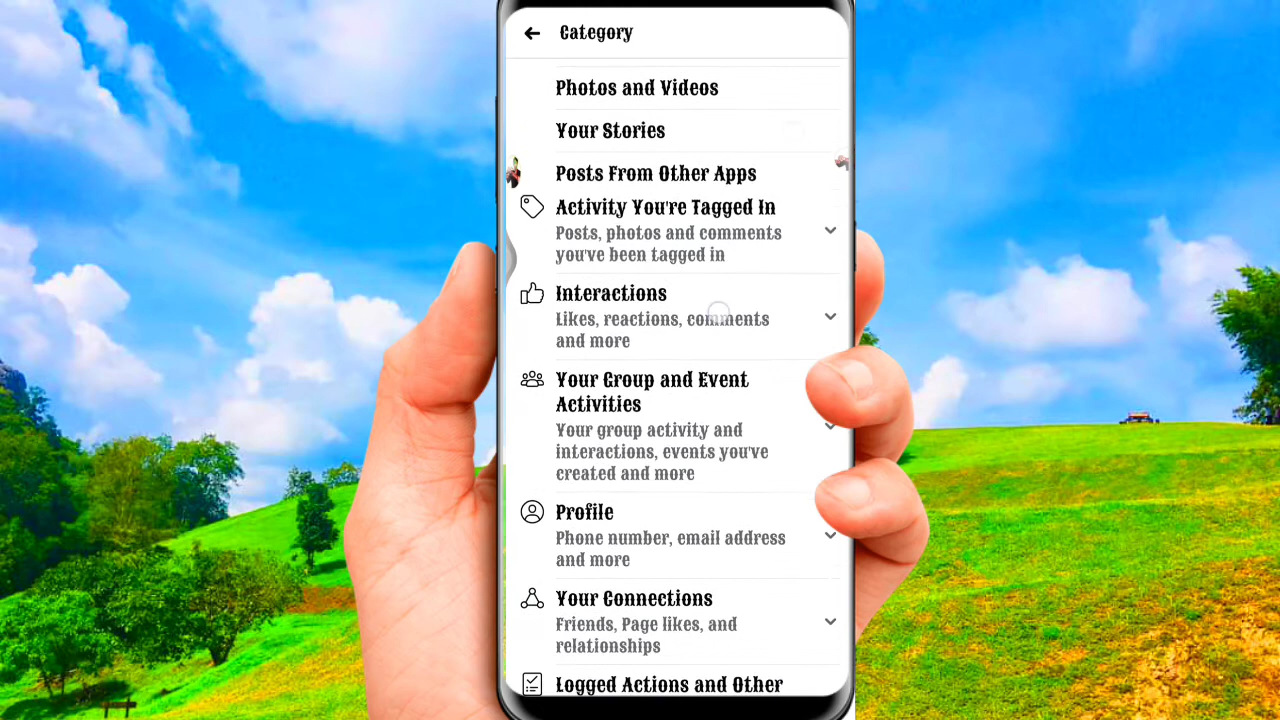 Category
Photos and Videos
Your Stories
Posts From Other Apps
Activity You're Tagged In
Posts, photos and comments
you've been tagged in
Interactions
Likes, reactions, comments
and more
Your Group and Event
Activities
Your group activity and
interactions, events you've
created and more
Profile
Phone number, email address
and more
Your Connections
Friends, Page likes, and
relationships
Logged Actions and Other